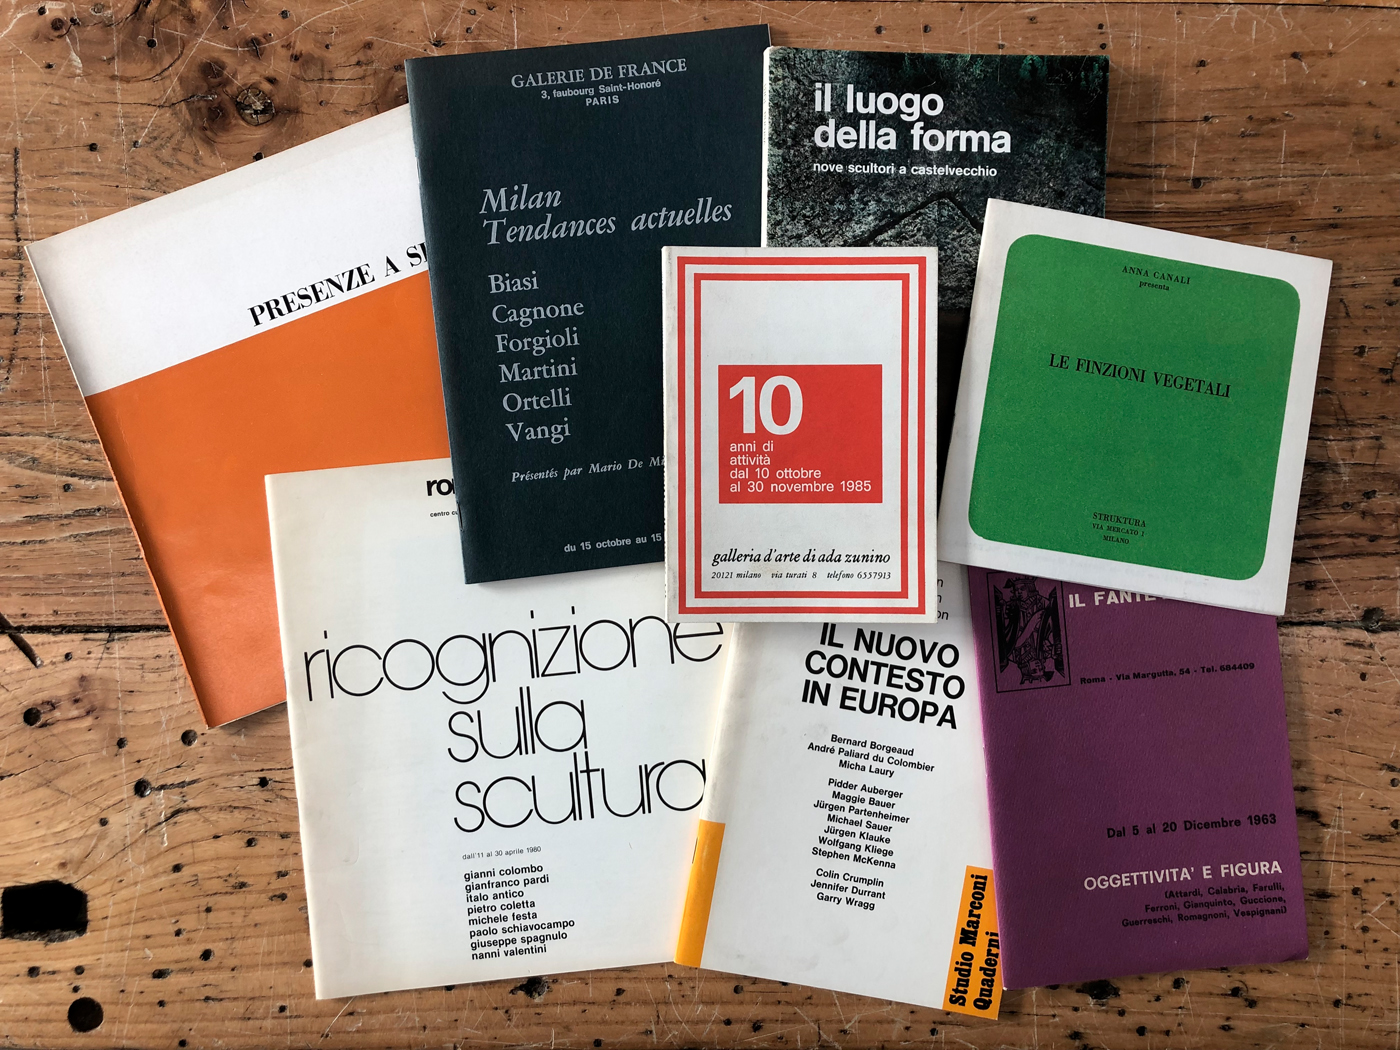 PRESENZE A
GALERIE DE FRANCE
3, faubourg Saint-Honoré
PARIS
Milan
Tendances actuelles
Biasi
Cagnone
Forgioli
Martini
Ortelli
Vangi
Présentés par Mario De
du 15 octobre au 15
il luogo
della forma
nove scultori a castelvecchio
10
anni di
attività
dal 10 ottobre
al 30 novembre 1985
galleria d'arte di ada zunino
20121 milano via turati 8 telefono 6557913
ANNA CANALI
presenta
LE FINZIONI VEGETALI
STRUKTURA
VIA MERCATO 1
MILANO
centro
ricognizione
sulla
scultura
dall'11 al 30 aprile 1980
gianni colombo
gianfranco pardi
italo antico
pietro coletta
michele festa
paolo schiavocampo
giuseppe spagnulo
nanni valentini
IL NUOVO
CONTESTO
IN EUROPA
Bernard Borgeaud
André Paliard du Colombier
Micha Laury
Pidder Auberger
Maggie Bauer
Jürgen Partenheimer
Michael Sauer
Jürgen Klauke
Wolfgang Kliege
Stephen McKenna
Colin Crumplin
Jennifer Durrant
Garry Wragg
Studio Marconi
Quaderni
IL FANTE
Roma - Via Margutta, 54 - Tel. 684409
Dal 5 al 20 Dicembre 1963
OGGETTIVITA' E FIGURA
(Attardi, Calabria, Farulli,
Ferroni, Gianquinto, Guccione,
Guerreschi, Romagnoni, Vespignani)